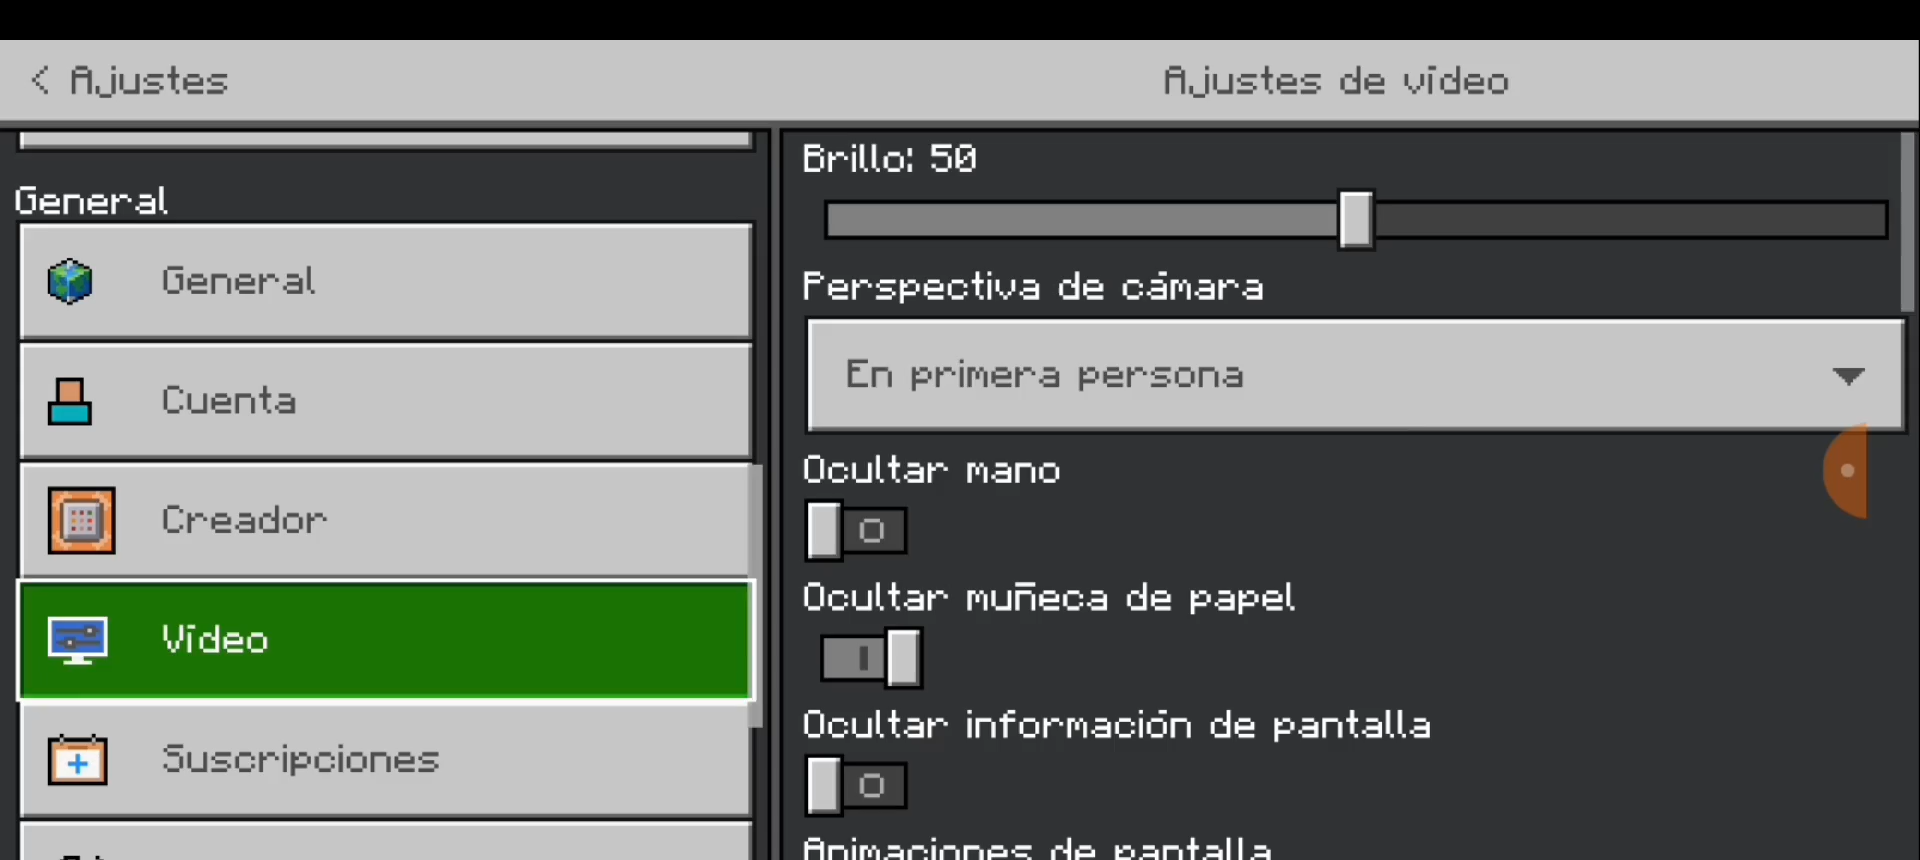 < Ajustes
Ajustes de vídeo
General
General
Cuenta
Creador
Vídeo
Suscripciones
Brillo: 50
Perspectiva de cámara
En primera persona
Ocultar mano
Ocultar muñeca de papel
Ocultar información de pantalla
Animaciones de pantalla